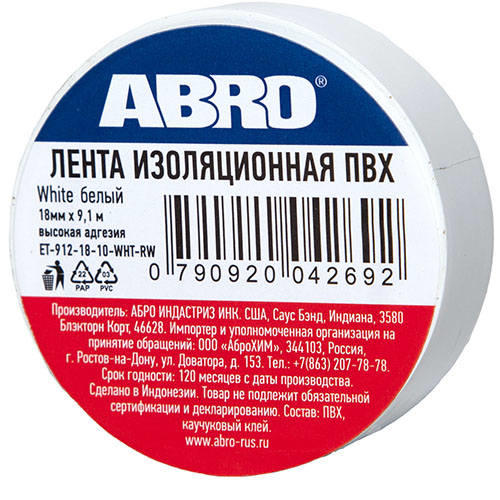 ABRO®
ЛЕНТА ИЗОЛЯЦИОННАЯ ПВХ
White белый
18мм x 9,1 м
высокая адгезия
ET-912-18-10-WHT-RW
0 790920 042692
22 03
PAP PVC
Производитель: АБРО ИНДАСТРИЗ ИНК. США, Саус Бэнд, Индиана, 3580
Блэкторн Корт, 46628. Импортер и уполномоченная организация на
принятие обращений: ООО «АброХИМ», 344103, Россия,
г. Ростов-на-Дону, ул. Доватора, д. 153. Тел.: +7(863) 207-78-78.
Срок годности: 120 месяцев с даты производства.
Сделано в Индонезии. Товар не подлежит обязательной
сертификации и декларированию. Состав: ПВХ,
каучуковый клей.
www.abro-rus.ru